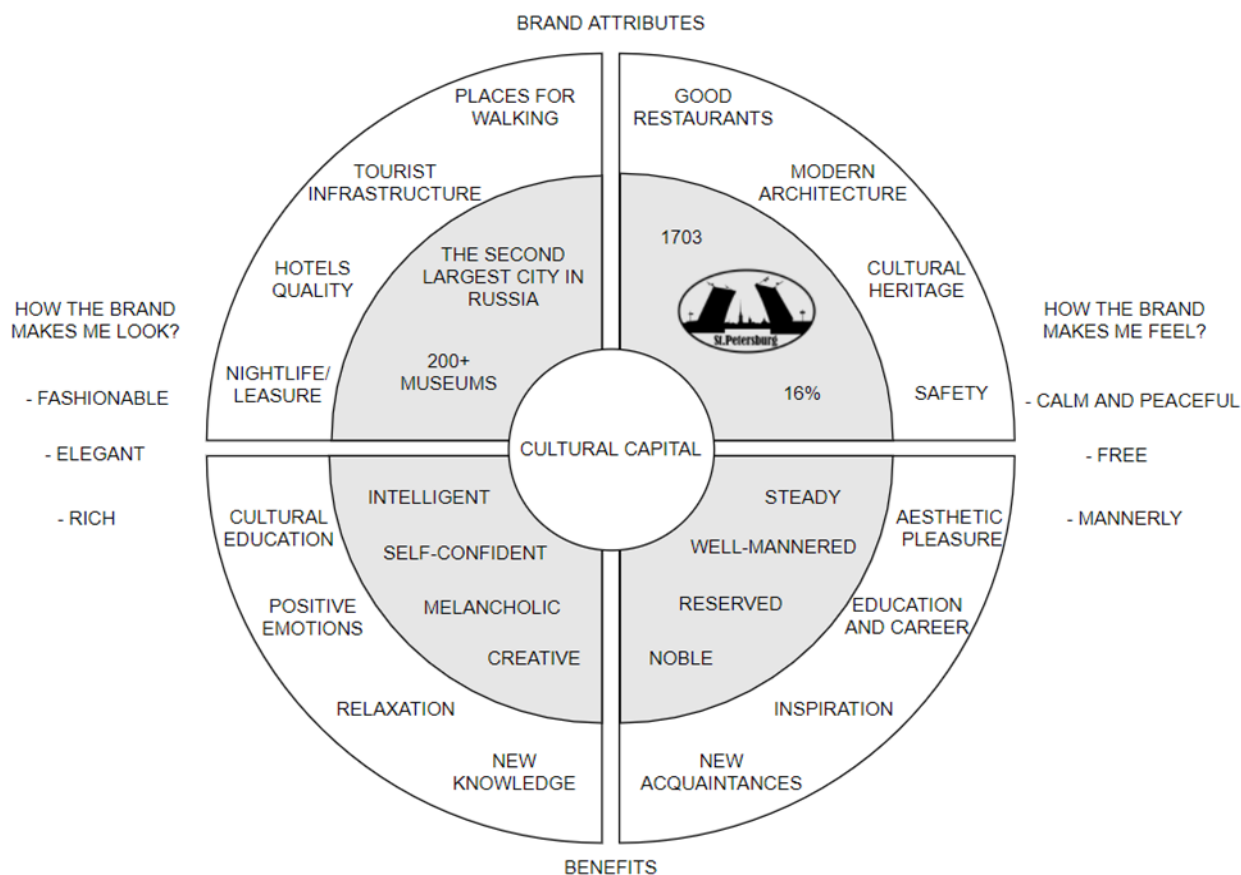 BRAND ATTRIBUTES
PLACES FOR
WALKING
GOOD
RESTAURANTS
TOURIST
INFRASTRUCTURE
MODERN
ARCHITECTURE
HOTELS
QUALITY
CULTURAL
HERITAGE
NIGHTLIFE/
LEASURE
SAFETY
THE SECOND
LARGEST CITY IN
RUSSIA
200+
MUSEUMS
1703
St.Petersburg
16%
HOW THE BRAND
MAKES ME LOOK?
- FASHIONABLE
- ELEGANT
- RICH
CULTURAL CAPITAL
HOW THE BRAND
MAKES ME FEEL?
- CALM AND PEACEFUL
- FREE
- MANNERLY
INTELLIGENT
SELF-CONFIDENT
MELANCHOLIC
CREATIVE
STEADY
WELL-MANNERED
RESERVED
NOBLE
CULTURAL
EDUCATION
POSITIVE
EMOTIONS
RELAXATION
NEW
KNOWLEDGE
AESTHETIC
PLEASURE
EDUCATION
AND CAREER
INSPIRATION
NEW
ACQUAINTANCES
BENEFITS